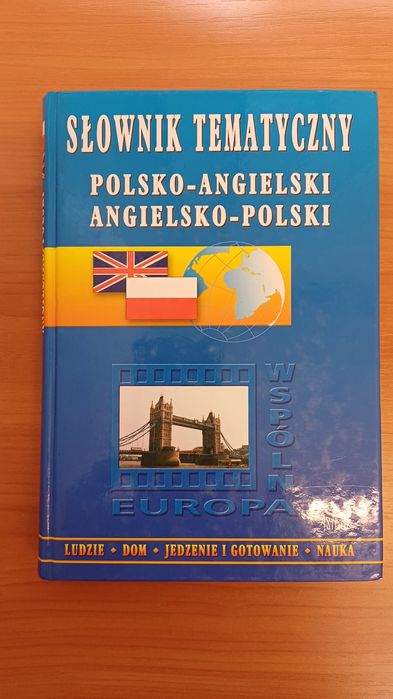 SŁOWNIK TEMATYCZNY
POLSKO-ANGIELSKI
ANGIELSKO-POLSKI
WSPÓLNA
EUROPA
LUDZIE ◆ DOM ◆ JEDZENIE I GOTOWANIE ◆ NAUKA